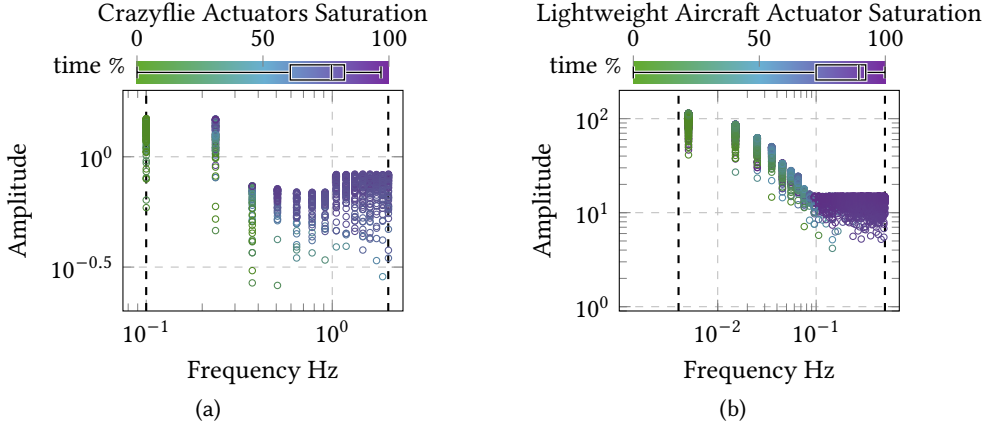 Crazyflie Actuators Saturation
0 50 100
time %
10^0
10^−0.5
Amplitude
10^−1 10^0
Frequency Hz
(a)
Lightweight Aircraft Actuator Saturation
0 50 100
time %
10^2
10^1
10^0
Amplitude
10^−2 10^−1
Frequency Hz
(b)